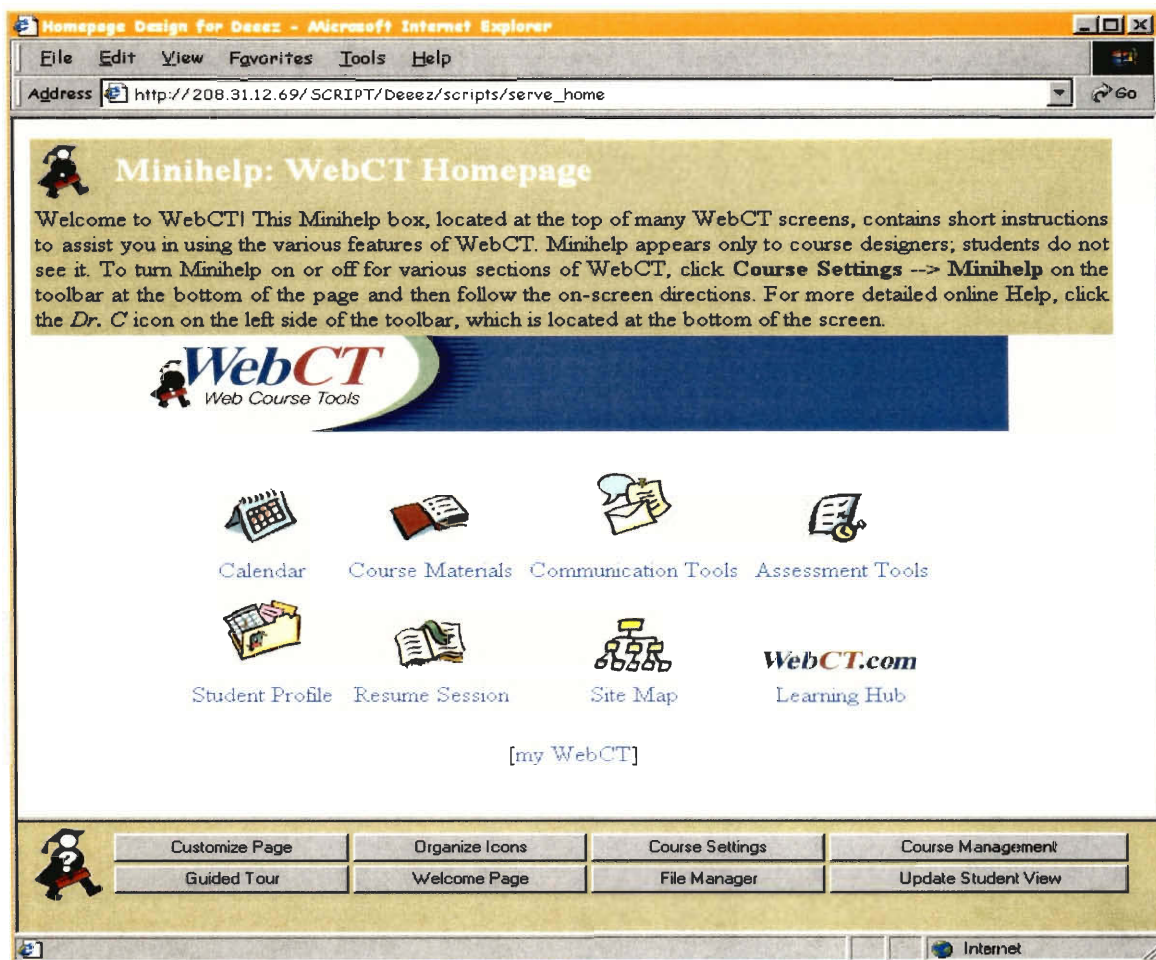 Homepage Design for Deeez - Microsoft Internet Explorer
File Edit View Favorites Tools Help
Address http://208.31.12.69/SCRIPT/Deeez/scripts/serve_home Go
Minihelp: WebCT Homepage
Welcome to WebCT! This Minihelp box, located at the top of many WebCT screens, contains short instructions
to assist you in using the various features of WebCT. Minihelp appears only to course designers; students do not
see it. To turn Minihelp on or off for various sections of WebCT, click Course Settings --> Minihelp on the
toolbar at the bottom of the page and then follow the on-screen directions. For more detailed online Help, click
the Dr. C icon on the left side of the toolbar, which is located at the bottom of the screen.
WebCT
Web Course Tools
Calendar Course Materials Communication Tools Assessment Tools
WebCT.com
Student Profile Resume Session Site Map Learning Hub
[my WebCT]
Customize Page Organize Icons Course Settings Course Management
? Guided Tour Welcome Page File Manager Update Student View
Internet